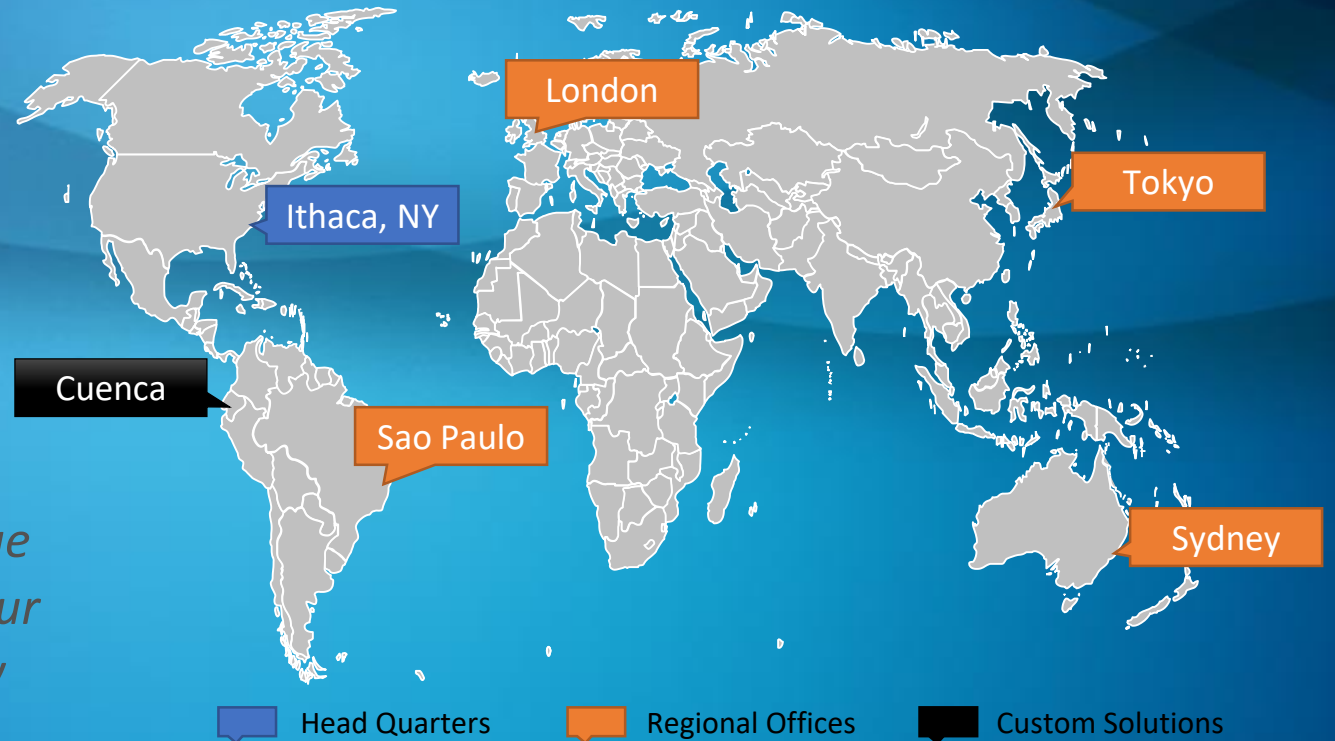 London
Tokyo
Ithaca, NY
Cuenca
Sao Paulo
Sydney
Head Quarters
Regional Offices
Custom Solutions